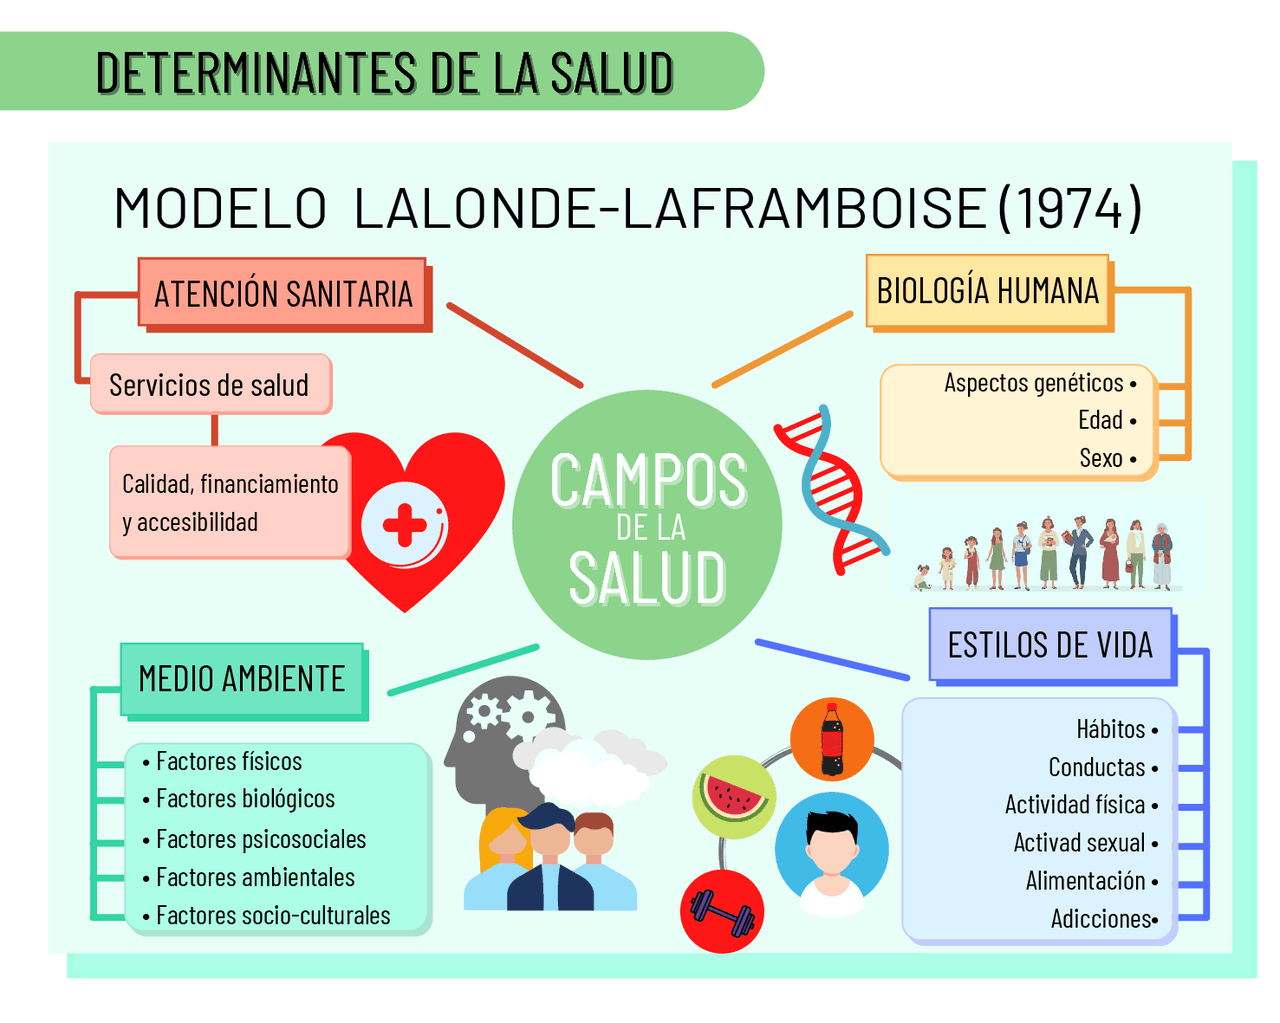 DETERMINANTES DE LA SALUD
MODELO LALONDE-LAFRAMBOISE (1974)
ATENCIÓN SANITARIA
Servicios de salud
Calidad, financiamiento
y accesibilidad
BIOLOGÍA HUMANA
Aspectos genéticos •
Edad •
Sexo •
CAMPOS
DE LA
SALUD
MEDIO AMBIENTE
• Factores físicos
• Factores biológicos
• Factores psicosociales
• Factores ambientales
• Factores socio-culturales
ESTILOS DE VIDA
Hábitos •
Conductas •
Actividad física •
Activad sexual •
Alimentación •
Adicciones•